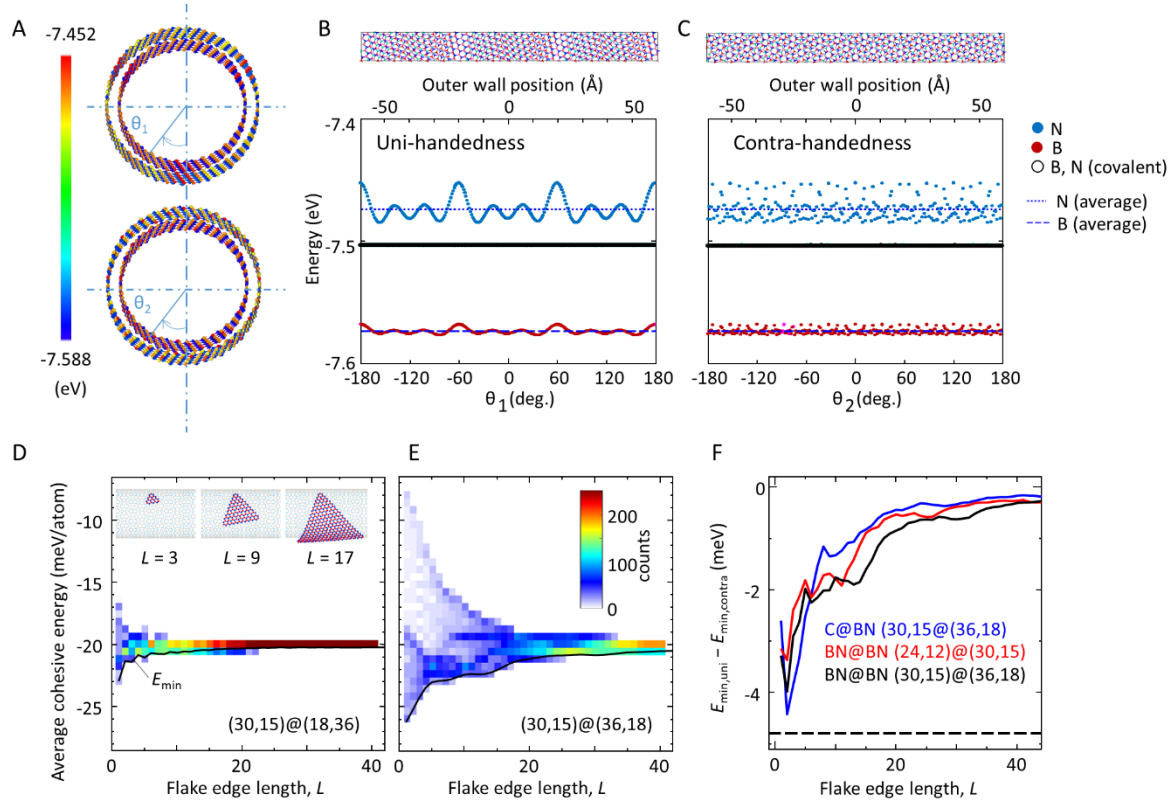 A
-7.452
-7.588
(eV)
θ1
θ2
B
Outer wall position (Å)
-50 0 50
Uni-handedness
Energy (eV)
-7.4
-7.5
-7.6
-180 -120 -60 0 60 120 180
θ1(deg.)
C
Outer wall position (Å)
-50 0 50
Contra-handedness
-180 -120 -60 0 60 120 180
θ2(deg.)
N
B
B, N (covalent)
N (average)
B (average)
D
Average cohesive energy (meV/atom)
-10
-15
-20
-25
L = 3 L = 9 L = 17
Emin
(30,15)@(18,36)
0 20 40
Flake edge length, L
E
200
100
0
counts
(30,15)@(36,18)
0 20 40
Flake edge length, L
F
Emin,uni − Emin,contra (meV)
0
-2
-4
C@BN (30,15@(36,18)
BN@BN (24,12)@(30,15)
BN@BN (30,15)@(36,18)
0 20 40
Flake edge length, L